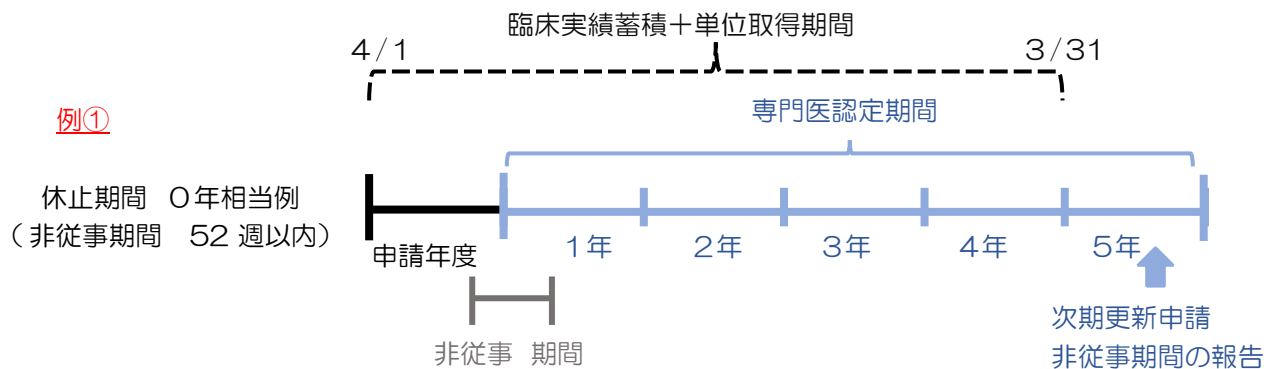 臨床実績蓄積+単位取得期間
4/1
3/31
例①
専門医認定期間
休止期間 0年相当例
(非従事期間 52 週以内)
申請年度
1年
2年
3年
4年
5年
非従事 期間
次期更新申請
非従事期間の報告